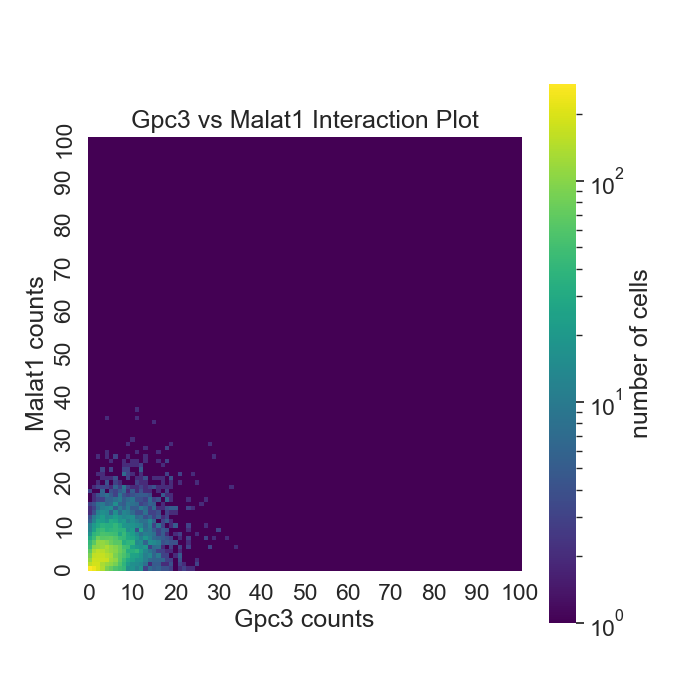 Gpc3 vs Malat1 Interaction Plot
Malat1 counts
100
90
80
70
60
50
40
30
20
10
0
0 10 20 30 40 50 60 70 80 90 100
Gpc3 counts
10²
10¹
10⁰
number of cells